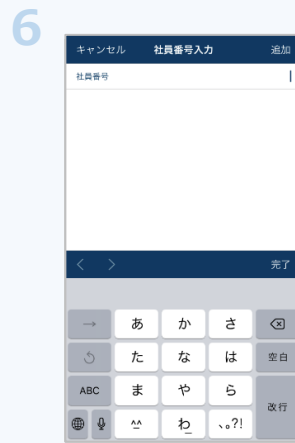 6
キャンセル 社員番号入力 追加
社員番号
完了
→ あ か さ
た な は 空白
ABC ま や ら
改行
^^ わ 、。?!